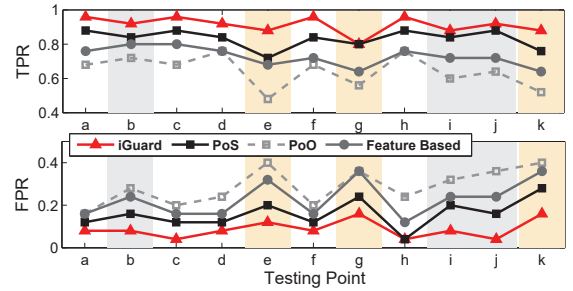 TPR
1
0.8
0.6
0.4
a b c d e f g h i j k
iGuard PoS PoO Feature Based
FPR
0.4
0.2
0
a b c d e f g h i j k
Testing Point